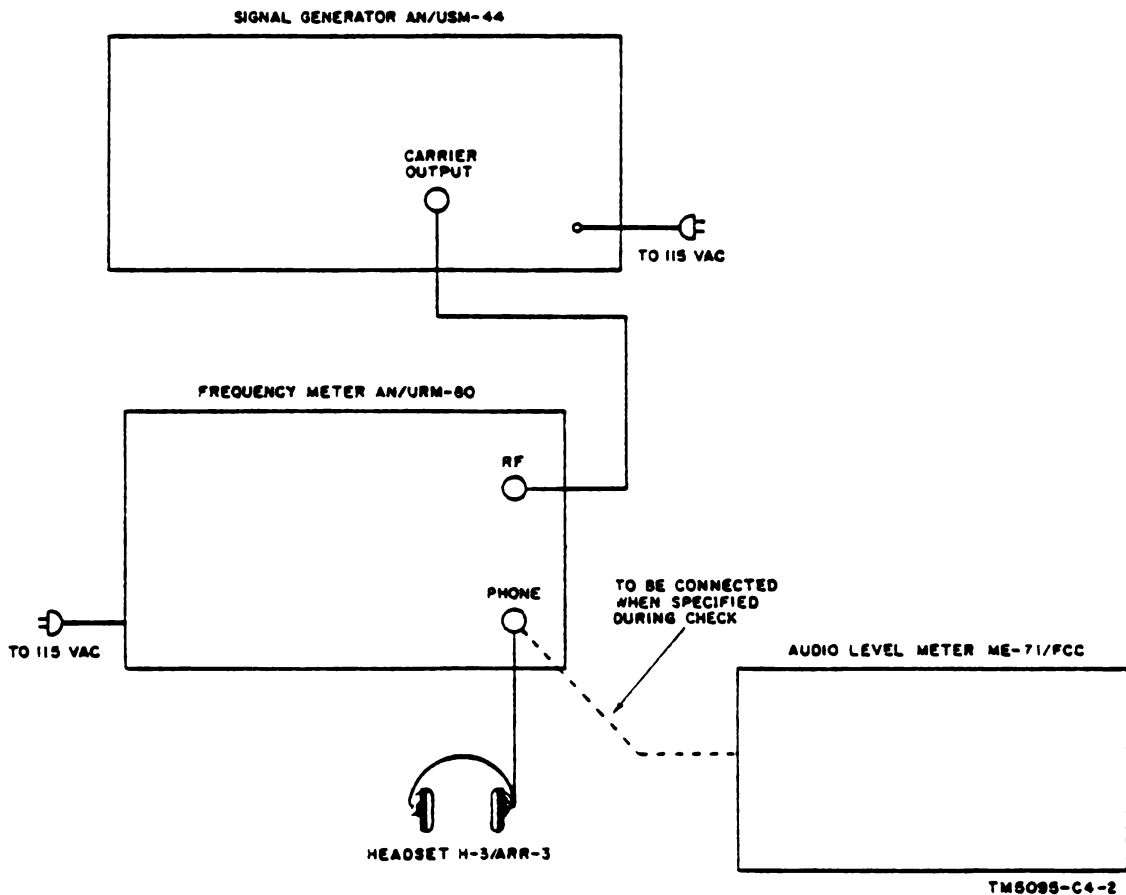 SIGNAL GENERATOR AN/USM-44
CARRIER
OUTPUT
TO 115 VAC
FREQUENCY METER AN/URM-80
RF
PHONE
TO 115 VAC
TO BE CONNECTED
WHEN SPECIFIED
DURING CHECK
AUDIO LEVEL METER ME-71/FCC
HEADSET H-3/ARR-3
TM5095-C4-2